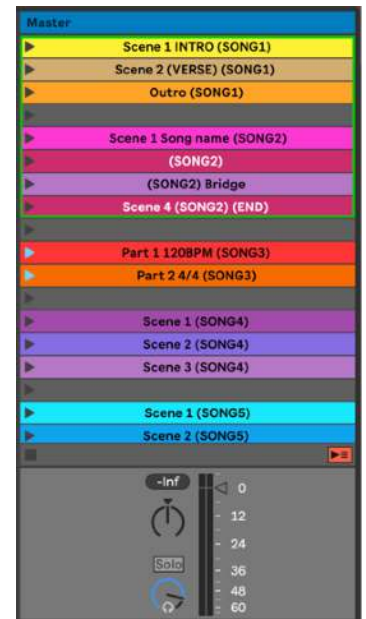 Master
Scene 1 INTRO (SONG1)
Scene 2 (VERSE) (SONG1)
Outro (SONG1)
Scene 1 Song name (SONG2)
(SONG2)
(SONG2) Bridge
Scene 4 (SONG2) (END)
Part 1 120BPM (SONG3)
Part 2 4/4 (SONG3)
Scene 1 (SONG4)
Scene 2 (SONG4)
Scene 3 (SONG4)
Scene 1 (SONG5)
Scene 2 (SONG5)
-Inf
0
12
24
Solo
36
48
60